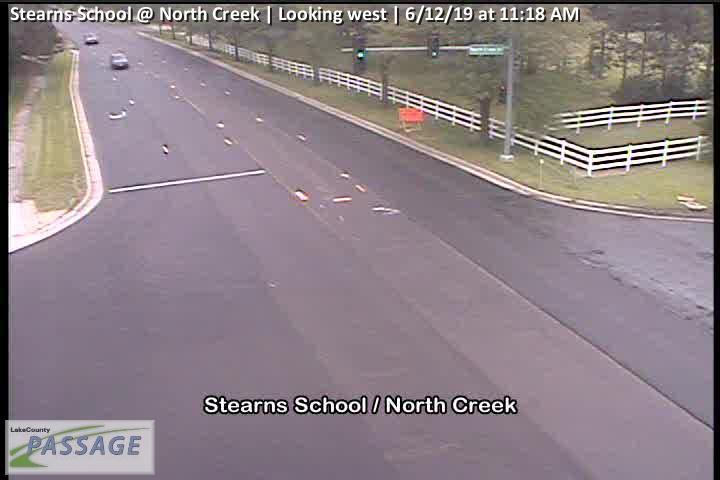 Stearns School @ North Creek | Looking west | 6/12/19 at 11:18 AM
Stearns School / North Creek
LakeCounty
PASSAGE